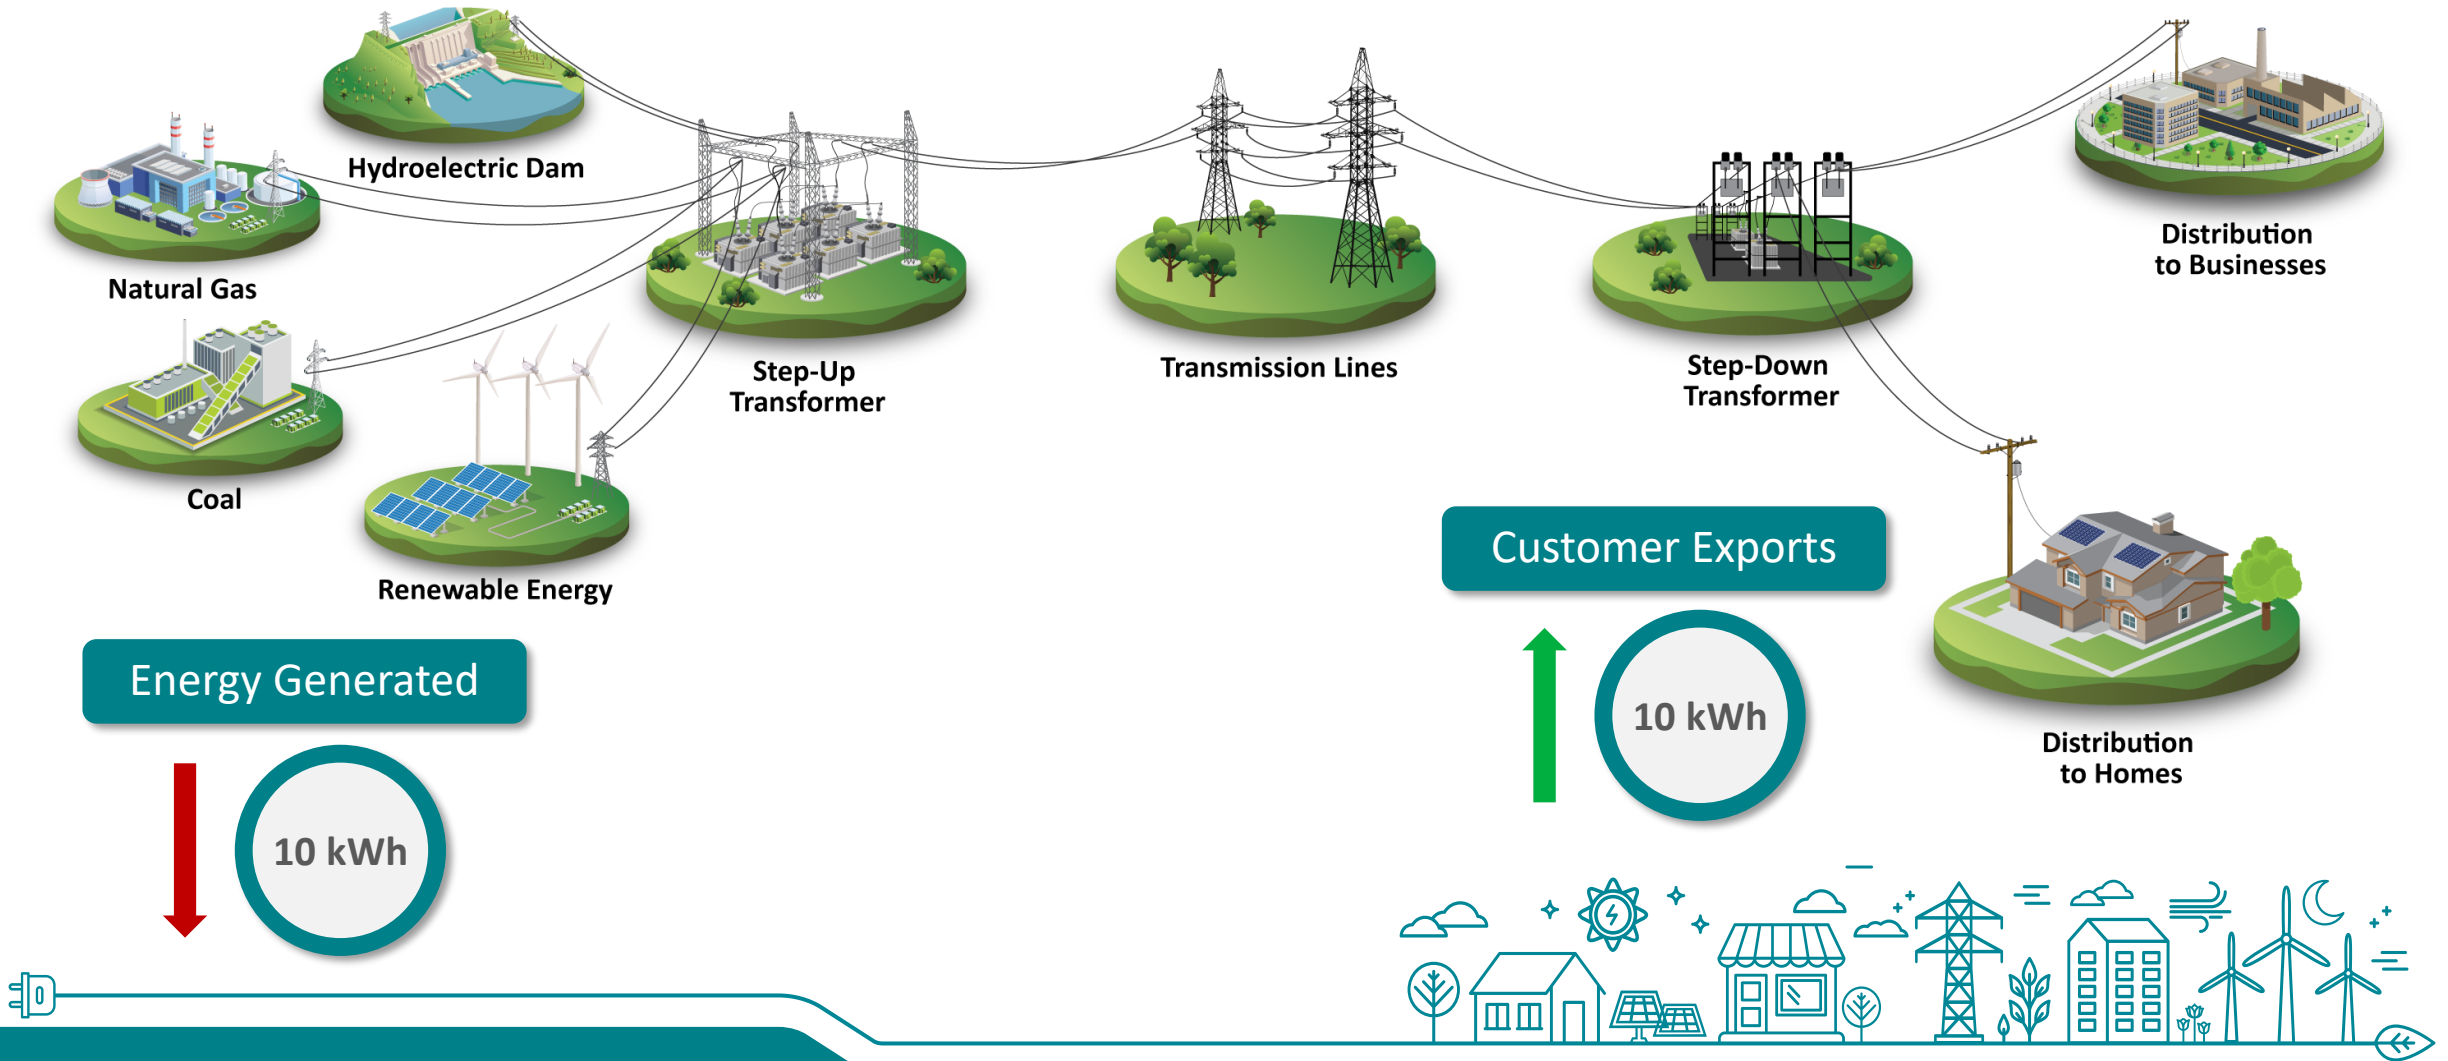 Hydroelectric Dam
Natural Gas
Coal
Renewable Energy
Step-Up
Transformer
Transmission Lines
Step-Down
Transformer
Distribution
to Businesses
Distribution
to Homes
Energy Generated
10 kWh
Customer Exports
10 kWh